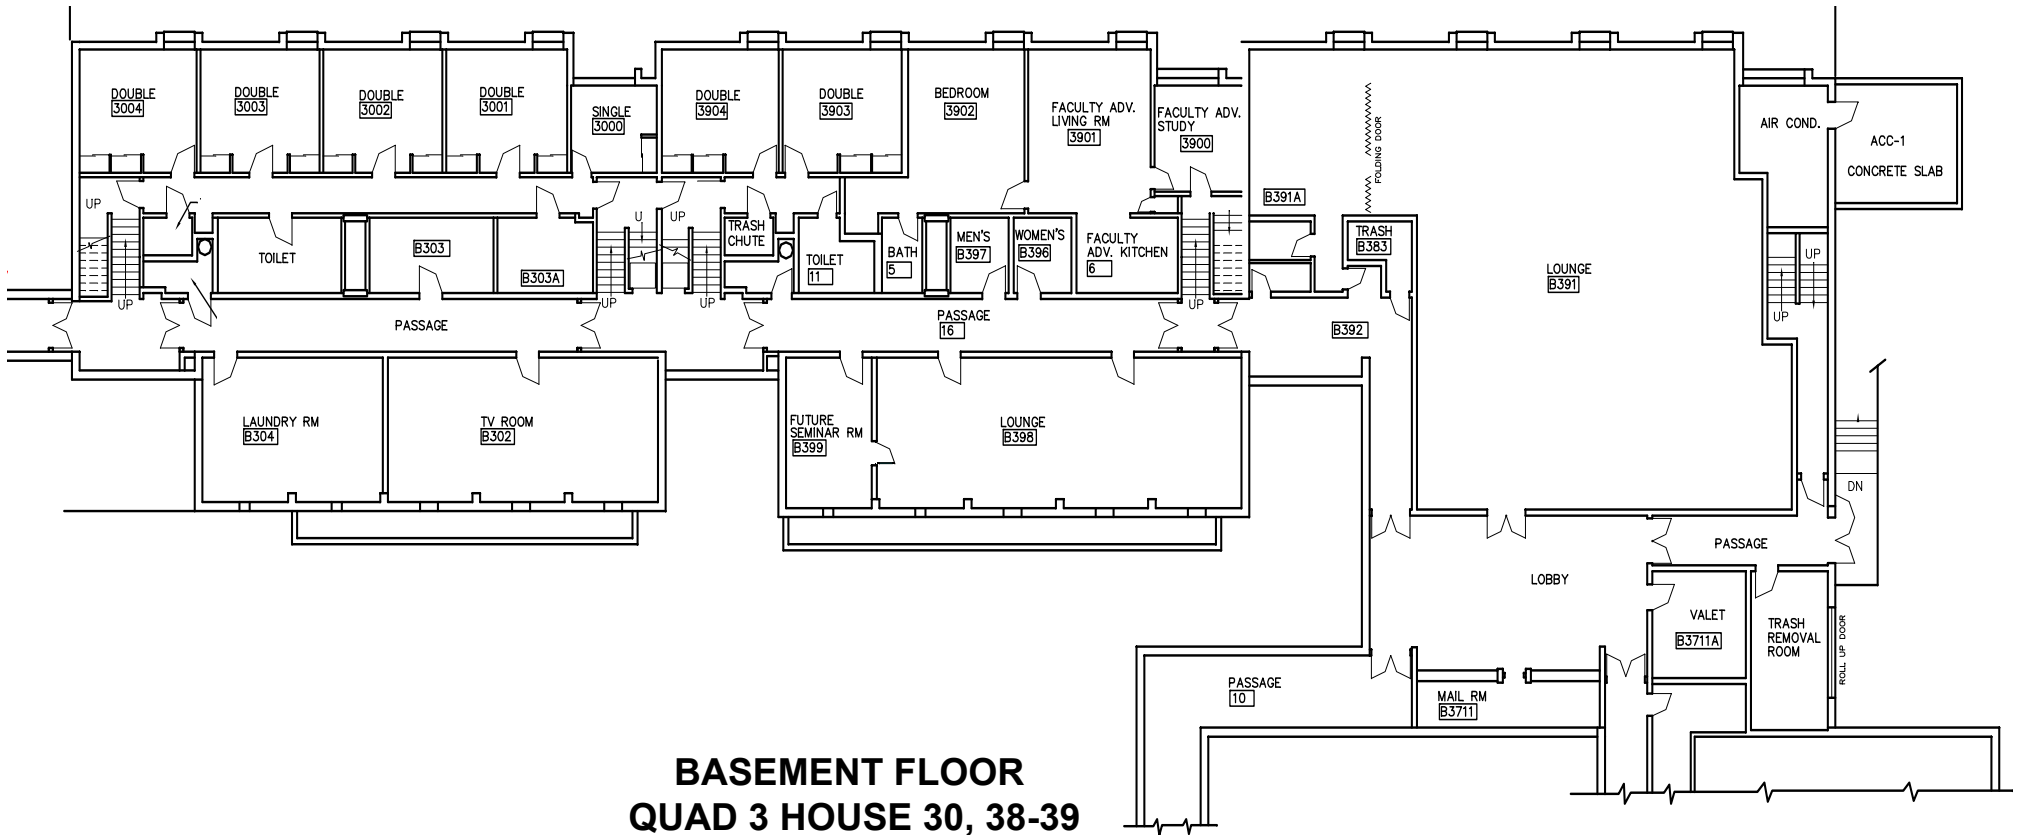 DOUBLE
3004
DOUBLE
3003
DOUBLE
3002
DOUBLE
3001
SINGLE
3000
DOUBLE
3904
DOUBLE
3903
BEDROOM
3902
FACULTY ADV.
LIVING RM
3901
FACULTY ADV.
STUDY
3900
FOLDING DOOR
AIR COND.
ACC-1
CONCRETE SLAB
UP
UP
TOILET
B303
B303A
U
UP
UP
UP
TRASH
CHUTE
TOILET
11
BATH
5
MEN'S
B397
WOMEN'S
B396
FACULTY
ADV. KITCHEN
6
UP
B391A
TRASH
B383
LOUNGE
B391
UP
UP
PASSAGE
PASSAGE
16
B392
LAUNDRY RM
B304
TV ROOM
B302
FUTURE
SEMINAR RM
B399
LOUNGE
B398
DN
PASSAGE
LOBBY
VALET
B3711A
TRASH
REMOVAL
ROOM
ROLL UP DOOR
PASSAGE
10
MAIL RM
B3711
BASEMENT FLOOR
QUAD 3 HOUSE 30, 38-39